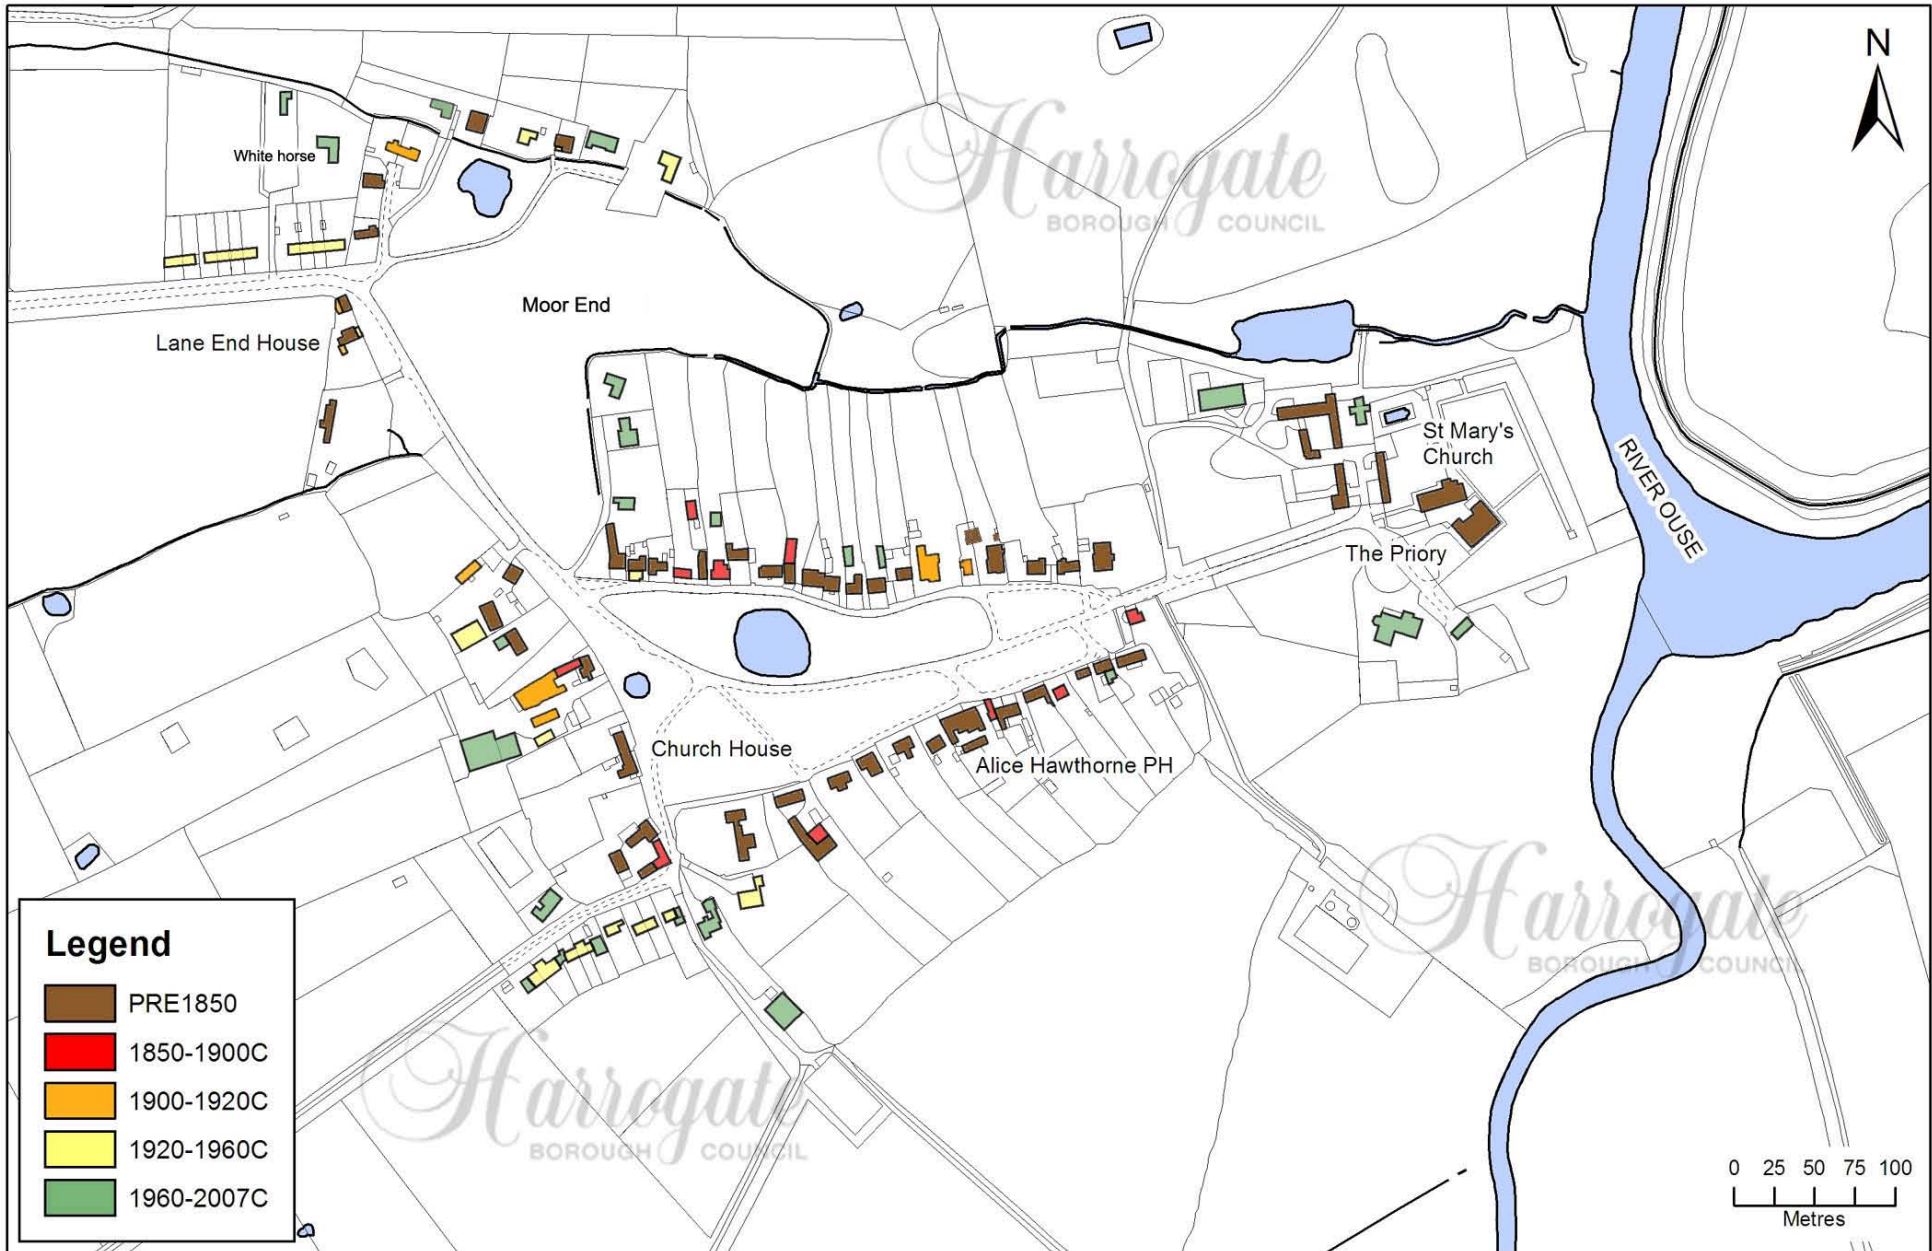 N
Harrogate
BOROUGH COUNCIL
White horse
Moor End
Lane End House
St Mary's
Church
RIVER OUSE
The Priory
Church House
Alice Hawthorne PH
Harrogate
BOROUGH COUNCIL
Harrogate
BOROUGH COUNCIL
Legend
PRE1850
1850-1900C
1900-1920C
1920-1960C
1960-2007C
0 25 50 75 100
Metres